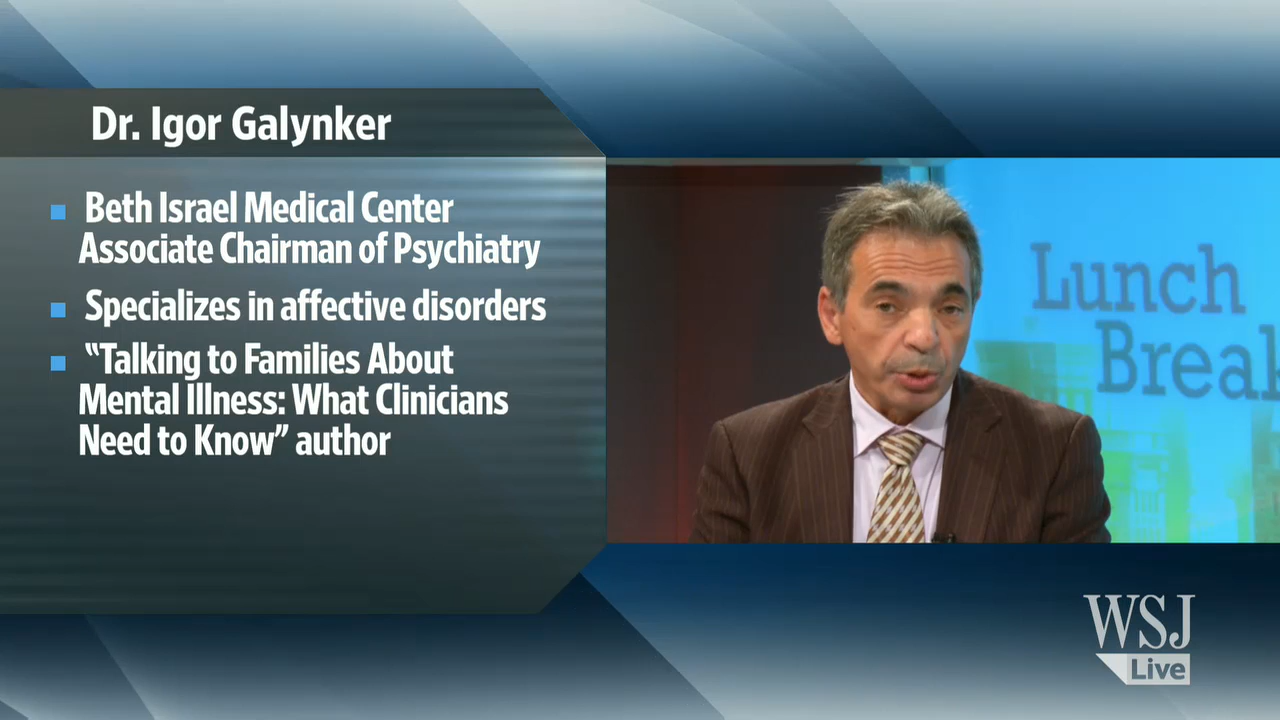 Dr. Igor Galynker
Beth Israel Medical Center
Associate Chairman of Psychiatry
Specializes in affective disorders
“Talking to Families About
Mental Illness: What Clinicians
Need to Know” author
Lunch
Break
WSJ
Live